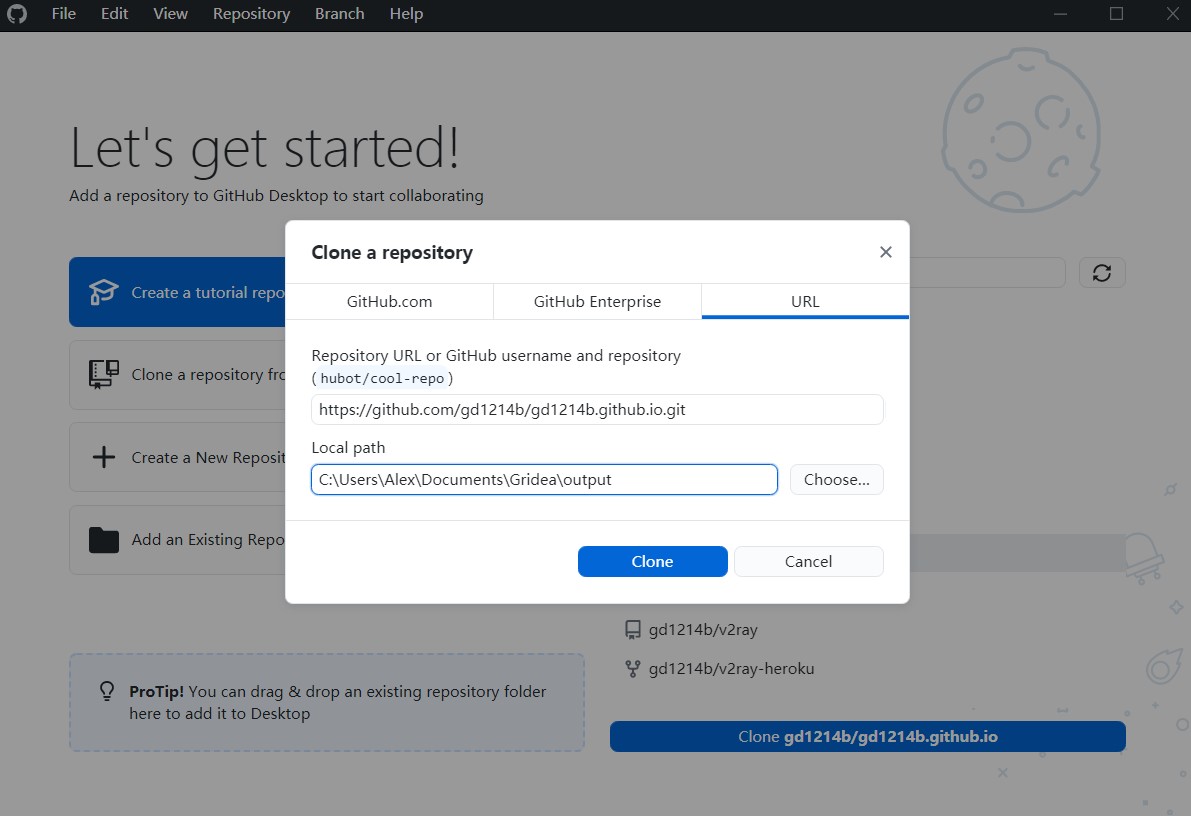 File Edit View Repository Branch Help
Let's get started!
Add a repository to GitHub Desktop to start collaborating
Create a tutorial repo
Clone a repository fro
Create a New Reposit
Add an Existing Repo
Clone a repository
GitHub.com GitHub Enterprise URL
Repository URL or GitHub username and repository
(hubot/cool-repo)
https://github.com/gd1214b/gd1214b.github.io.git
Local path
C:\Users\Alex\Documents\Gridea\output Choose...
Clone Cancel
ProTip! You can drag & drop an existing repository folder
here to add it to Desktop
gd1214b/v2ray
gd1214b/v2ray-heroku
Clone gd1214b/gd1214b.github.io